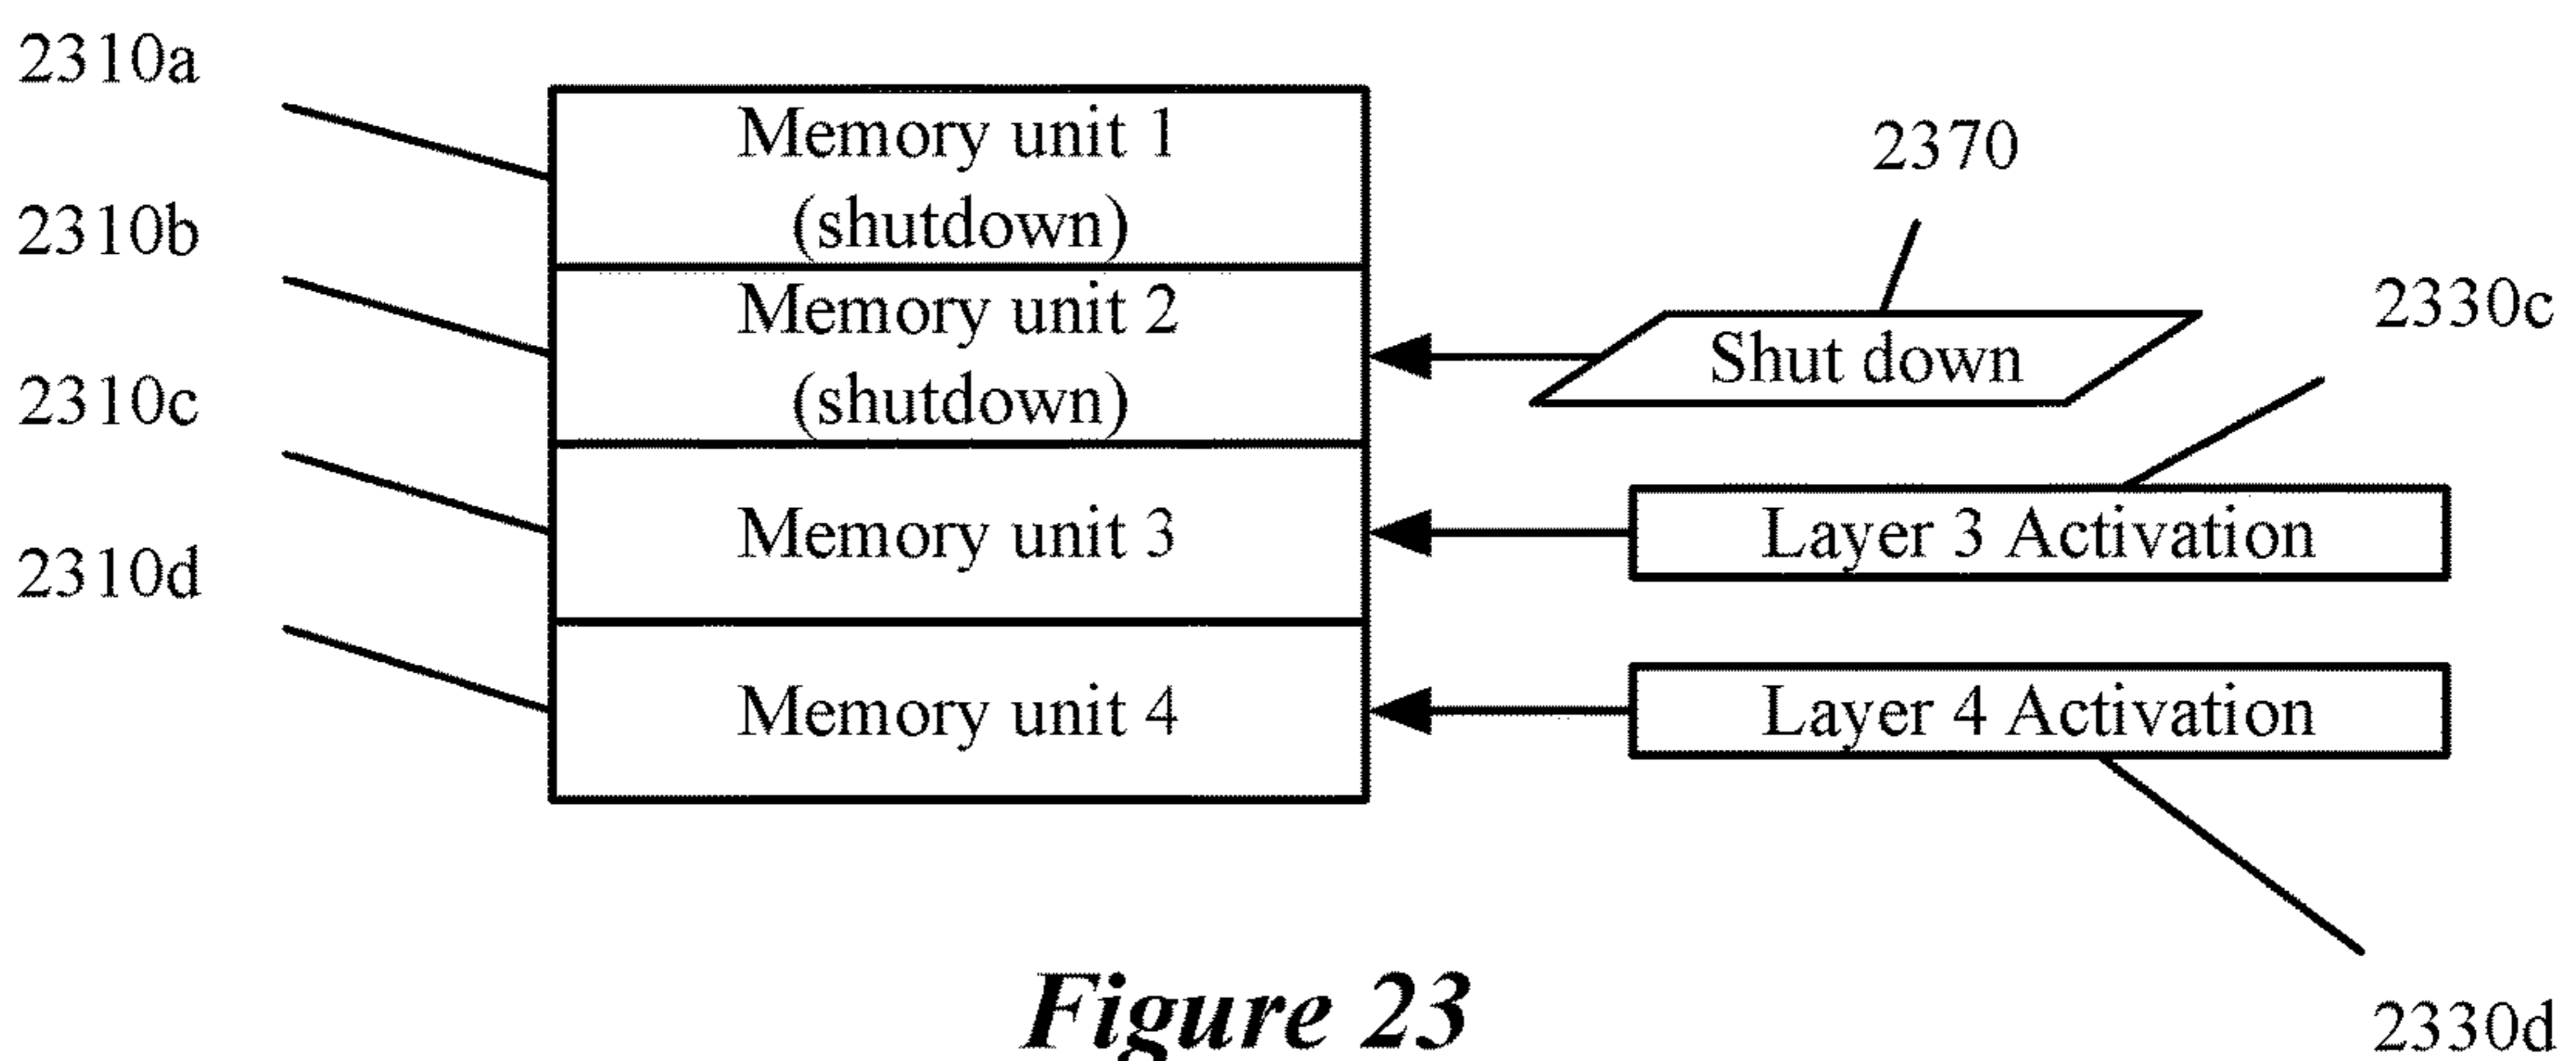 2310a
Memory unit 1
(shutdown)
2370
2310b
Memory unit 2
(shutdown)
Shut down
2330c
2310c
Memory unit 3
Layer 3 Activation
2310d
Memory unit 4
Layer 4 Activation
Figure 23
2330d